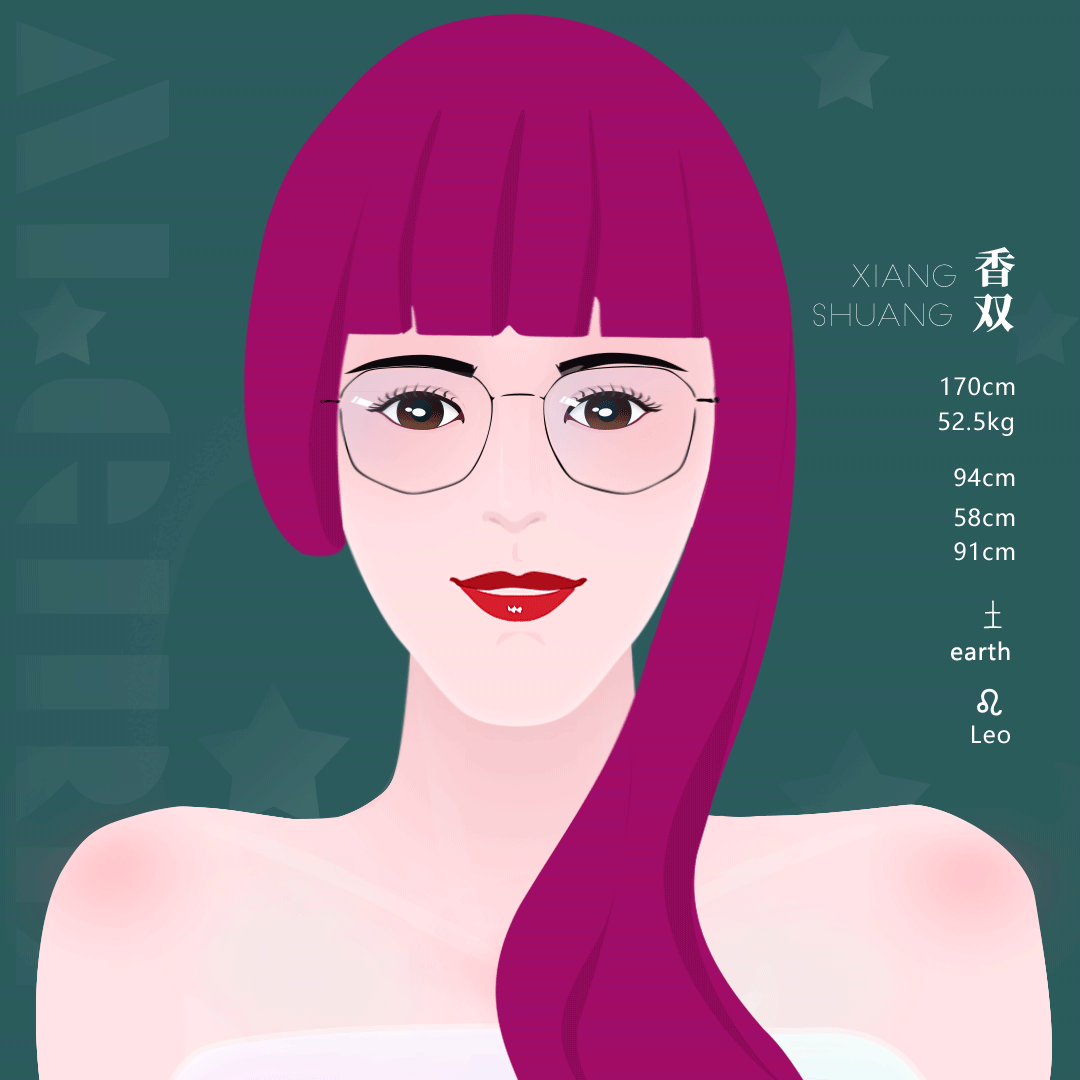 香双
XIANG
SHUANG
170cm
52.5kg
94cm
58cm
91cm
土
earth
♌
Leo